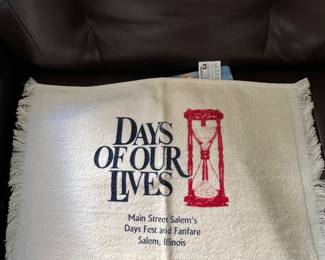 DAYS
OF OUR
LIVES
Main Street Salem's
Days Fest and Fanfare
Salem, Illinois